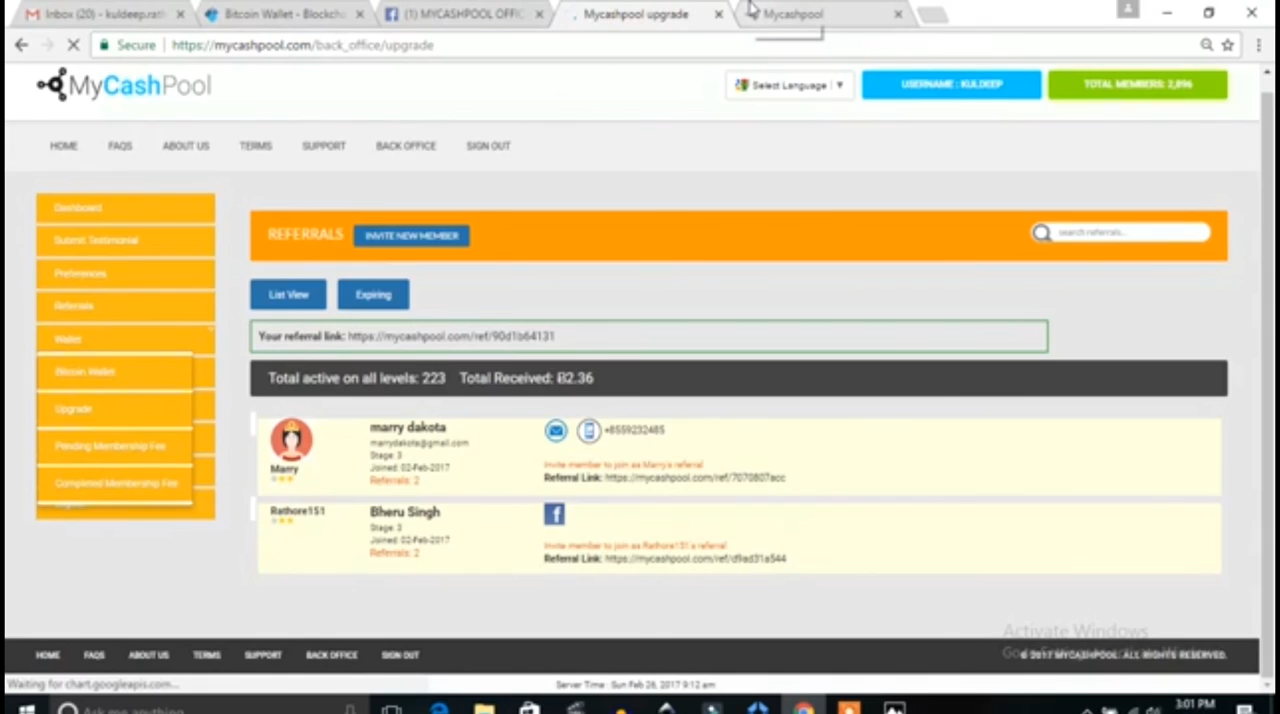 Inbox (20) - kuldeep.rath
Bitcoin Wallet - Blockcha
(1) MYCASHPOOL OFFIC
Mycashpool upgrade
Mycashpool
Secure
https://mycashpool.com/back_office/upgrade
MyCashPool
Select Language
USERNAME : KULDEEP
TOTAL MEMBERS: 2,896
HOME FAQS ABOUT US TERMS SUPPORT BACK OFFICE SIGN OUT
Dashboard
Submit Testimonial
Preferences
Referrals
Wallet
Bitcoin Wallet
Upgrade
Pending Membership Fee
Completed Membership Fee
REFERRALS
INVITE NEW MEMBER
search referrals..
List View
Expiring
Your referral link: https://mycashpool.com/ref/90d1b64131
Total active on all levels: 223 Total Received: Ƀ2.36
Marry
marry dakota
marrydakota@gmail.com
Stage: 3
Joined: 02-Feb-2017
Referrals: 2
+8559232485
Invite member to join as Marry's referral
Referral Link: https://mycashpool.com/ref/7070807acc
Rathore151
Bheru Singh
Stage: 3
Joined: 02-Feb-2017
Referrals: 2
Invite member to join as Rathore151's referral
Referral Link: https://mycashpool.com/ref/d9ad31a544
Activate Windows
HOME FAQS ABOUT US TERMS SUPPORT BACK OFFICE SIGN OUT
© 2017 MYCASHPOOL. ALL RIGHTS RESERVED.
Waiting for chart.googleapis.com...
Server Time : Sun Feb 26, 2017 9:12 am
Ask me anything
3:01 PM